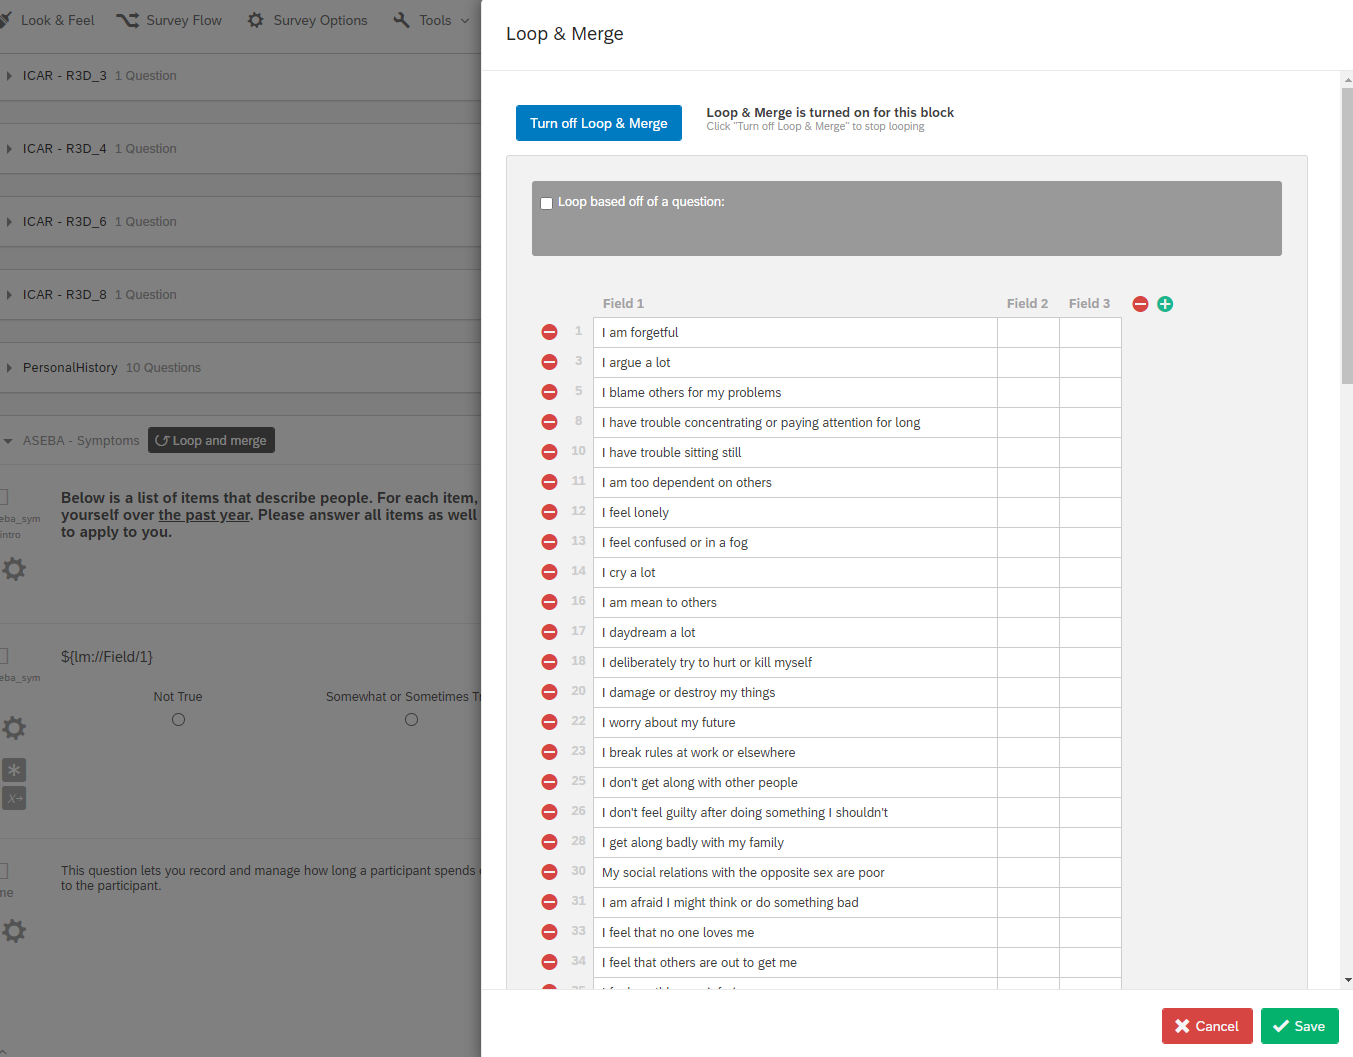 Look & Feel
Survey Flow
Survey Options
Tools
ICAR - R3D_3 1 Question
ICAR - R3D_4 1 Question
ICAR - R3D_6 1 Question
ICAR - R3D_8 1 Question
PersonalHistory 10 Questions
ASEBA - Symptoms Loop and merge
Below is a list of items that describe people. For each item,
yourself over the past year. Please answer all items as well
to apply to you.
eba_sym
intro
${lm://Field/1}
eba_sym
Not True
Somewhat or Sometimes
This question lets you record and manage how long a participant spends
to the participant.
me
Loop & Merge
Turn off Loop & Merge
Loop & Merge is turned on for this block
Click "Turn off Loop & Merge" to stop looping
Loop based off of a question:
Field 1 Field 2 Field 3
1 I am forgetful
3 I argue a lot
5 I blame others for my problems
8 I have trouble concentrating or paying attention for long
10 I have trouble sitting still
11 I am too dependent on others
12 I feel lonely
13 I feel confused or in a fog
14 I cry a lot
16 I am mean to others
17 I daydream a lot
18 I deliberately try to hurt or kill myself
20 I damage or destroy my things
22 I worry about my future
23 I break rules at work or elsewhere
25 I don't get along with other people
26 I don't feel guilty after doing something I shouldn't
28 I get along badly with my family
30 My social relations with the opposite sex are poor
31 I am afraid I might think or do something bad
33 I feel that no one loves me
34 I feel that others are out to get me
Cancel
Save